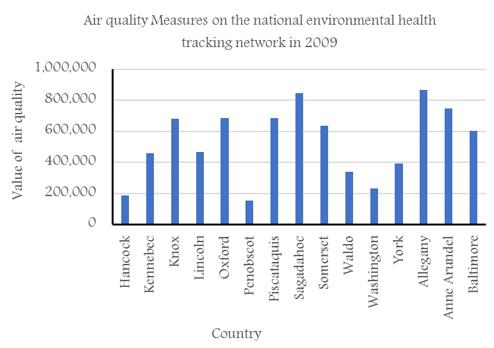 Air quality Measures on the national environmental health
tracking network in 2009
Value of air quality
1,000,000
800,000
600,000
400,000
200,000
0
Hancock
Kennebec
Knox
Lincoln
Oxford
Penobscot
Piscataquis
Sagadahoc
Somerset
Waldo
Washington
York
Allegany
Anne Arundel
Baltimore
Country